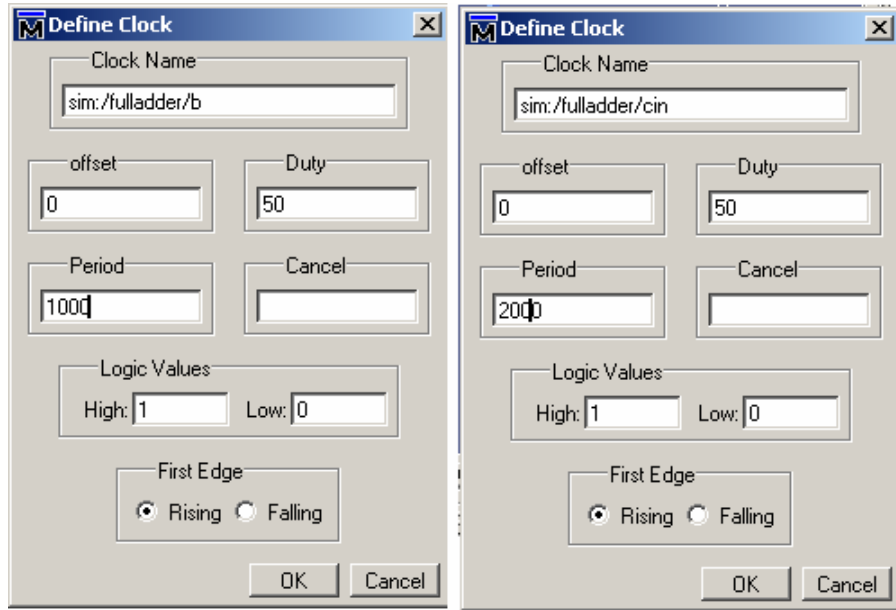 Define Clock
Clock Name
sim:/fulladder/b
offset
Duty
0
50
Period
Cancel
1000
Logic Values
High: 1 Low: 0
First Edge
Rising Falling
OK Cancel
Define Clock
Clock Name
sim:/fulladder/cin
offset
Duty
0
50
Period
Cancel
2000
Logic Values
High: 1 Low: 0
First Edge
Rising Falling
OK Cancel